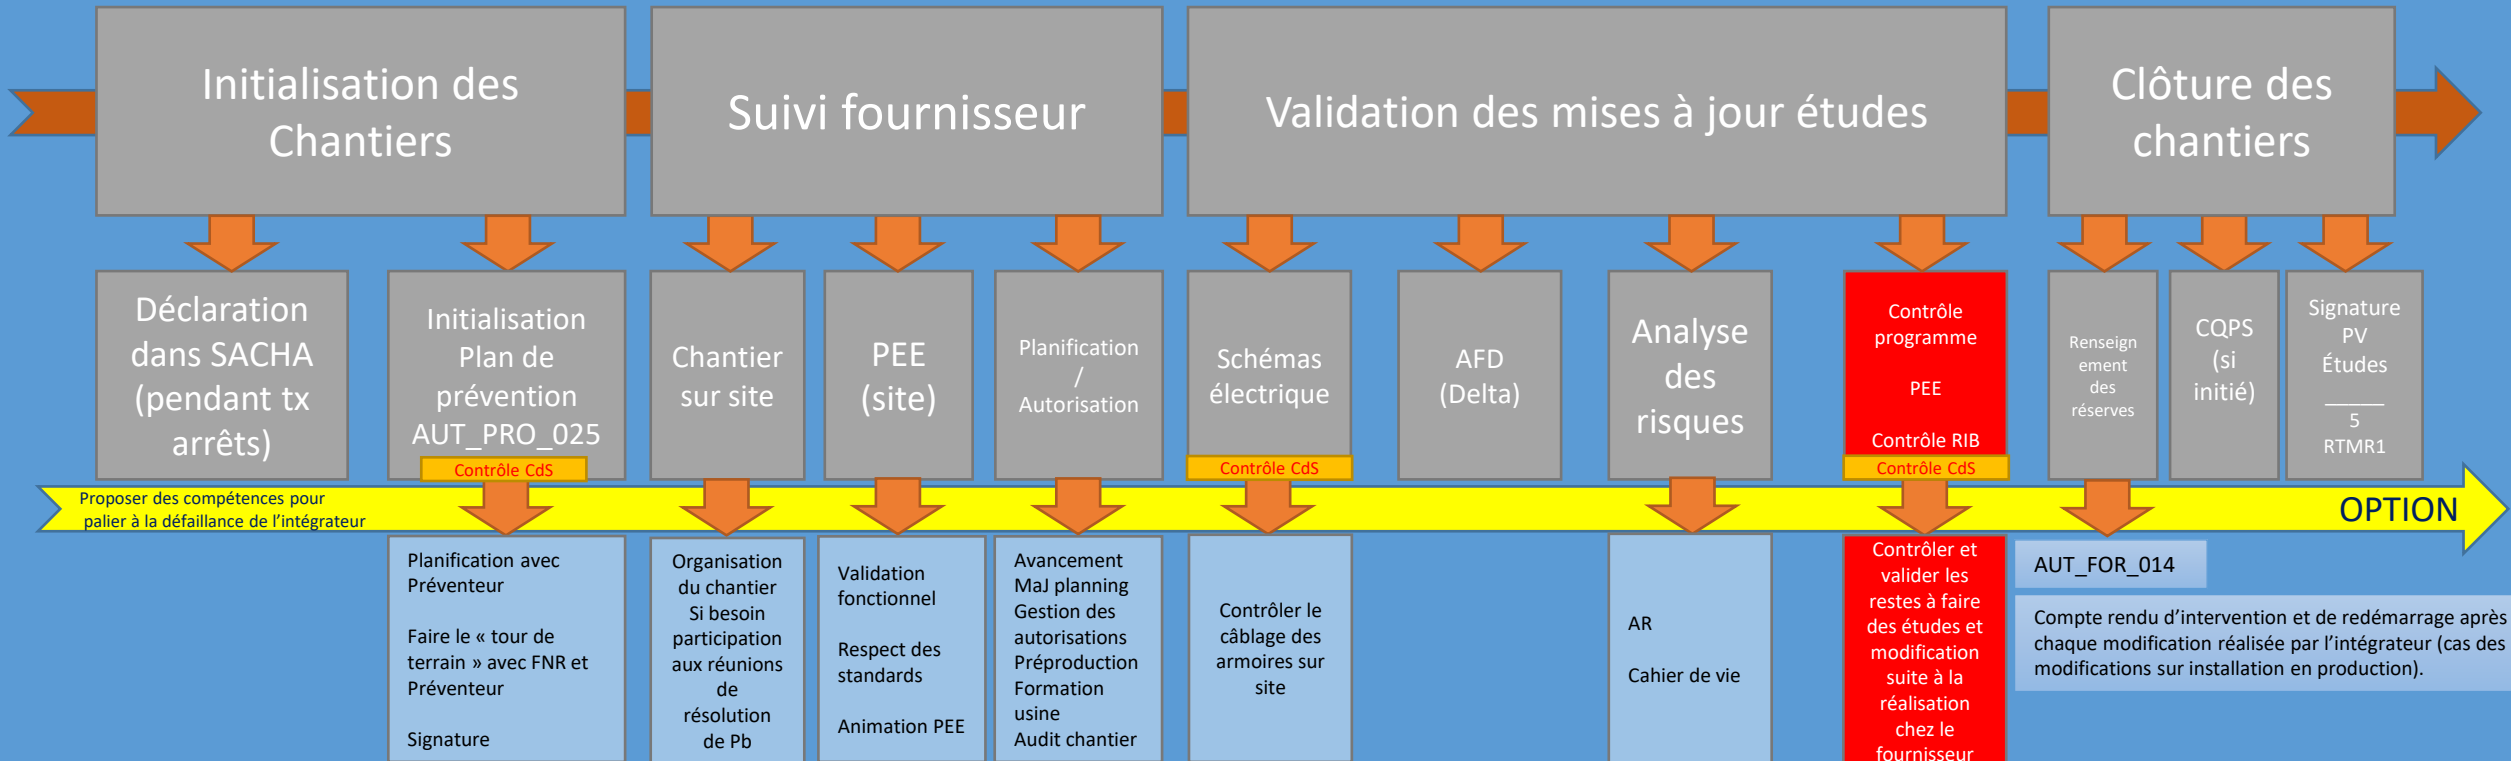 Initialisation des
Chantiers
Suivi fournisseur
Validation des mises à jour études
Clôture des
chantiers
Déclaration
dans SACHA
(pendant tx
arrêts)
Initialisation
Plan de
prévention
AUT_PRO_025
Contrôle CdS
Chantier
sur site
PEE
(site)
Planification
/
Autorisation
Schémas
électrique
Contrôle CdS
AFD
(Delta)
Analyse
des
risques
Contrôle
programme
PEE
Contrôle RIB
Contrôle CdS
Renseign
ement
des
réserves
CQPS
(si
initié)
Signature
PV
Études
_____
5
RTMR1
Proposer des compétences pour
palier à la défaillance de l’intégrateur
OPTION
Planification avec
Préventeur
Faire le « tour de
terrain » avec FNR et
Préventeur
Signature
Organisation
du chantier
Si besoin
participation
aux réunions
de
résolution
de Pb
Validation
fonctionnel
Respect des
standards
Animation PEE
Avancement
MaJ planning
Gestion des
autorisations
Préproduction
Formation
usine
Audit chantier
Contrôler le
câblage des
armoires sur
site
AR
Cahier de vie
Contrôler et
valider les
restes à faire
des études et
modification
suite à la
réalisation
chez le
fournisseur
AUT_FOR_014
Compte rendu d’intervention et de redémarrage après
chaque modification réalisée par l’intégrateur (cas des
modifications sur installation en production).